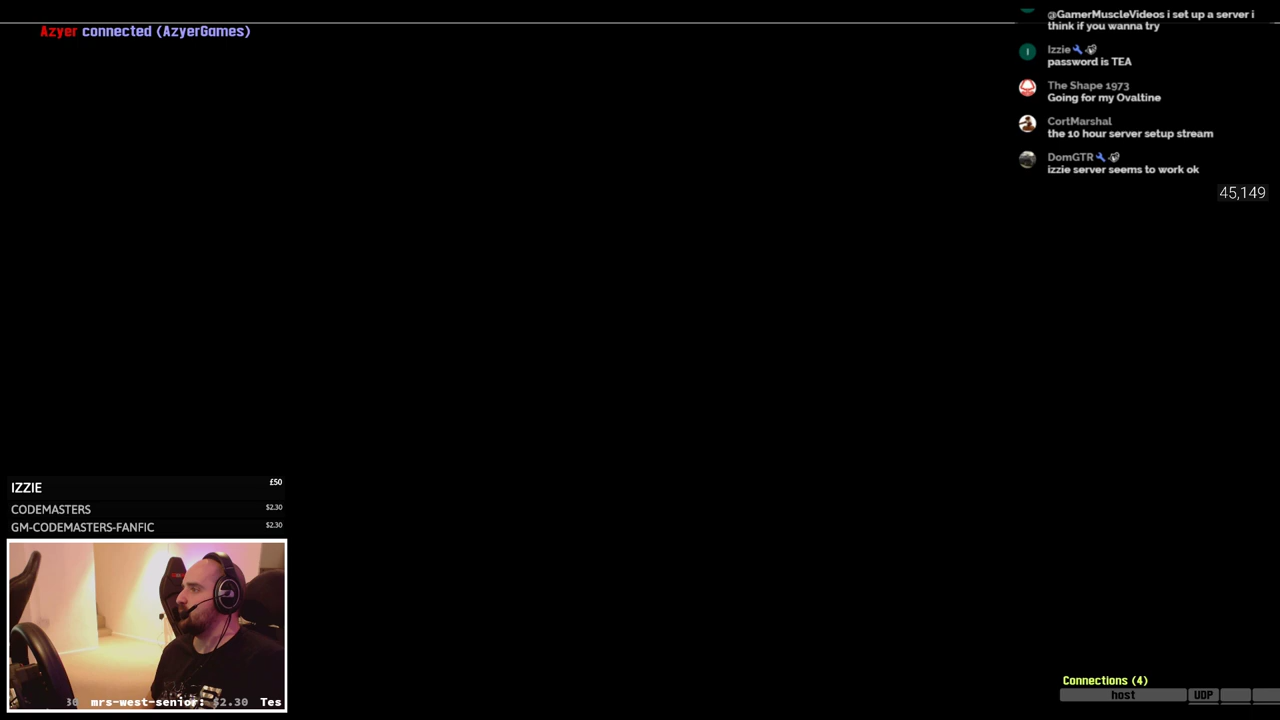 Azyer connected (AzyerGames)
@GamerMuscleVideos i set up a server i
think if you wanna try
Izzie
password is TEA
The Shape 1973
Going for my Ovaltine
CortMarshal
the 10 hour server setup stream
DomGTR
izzie server seems to work ok
45,149
IZZIE £50
CODEMASTERS $2.30
GM-CODEMASTERS-FANFIC $2.30
30 mrs-west-senior: $2.30 Tes
Connections (4)
host UDP